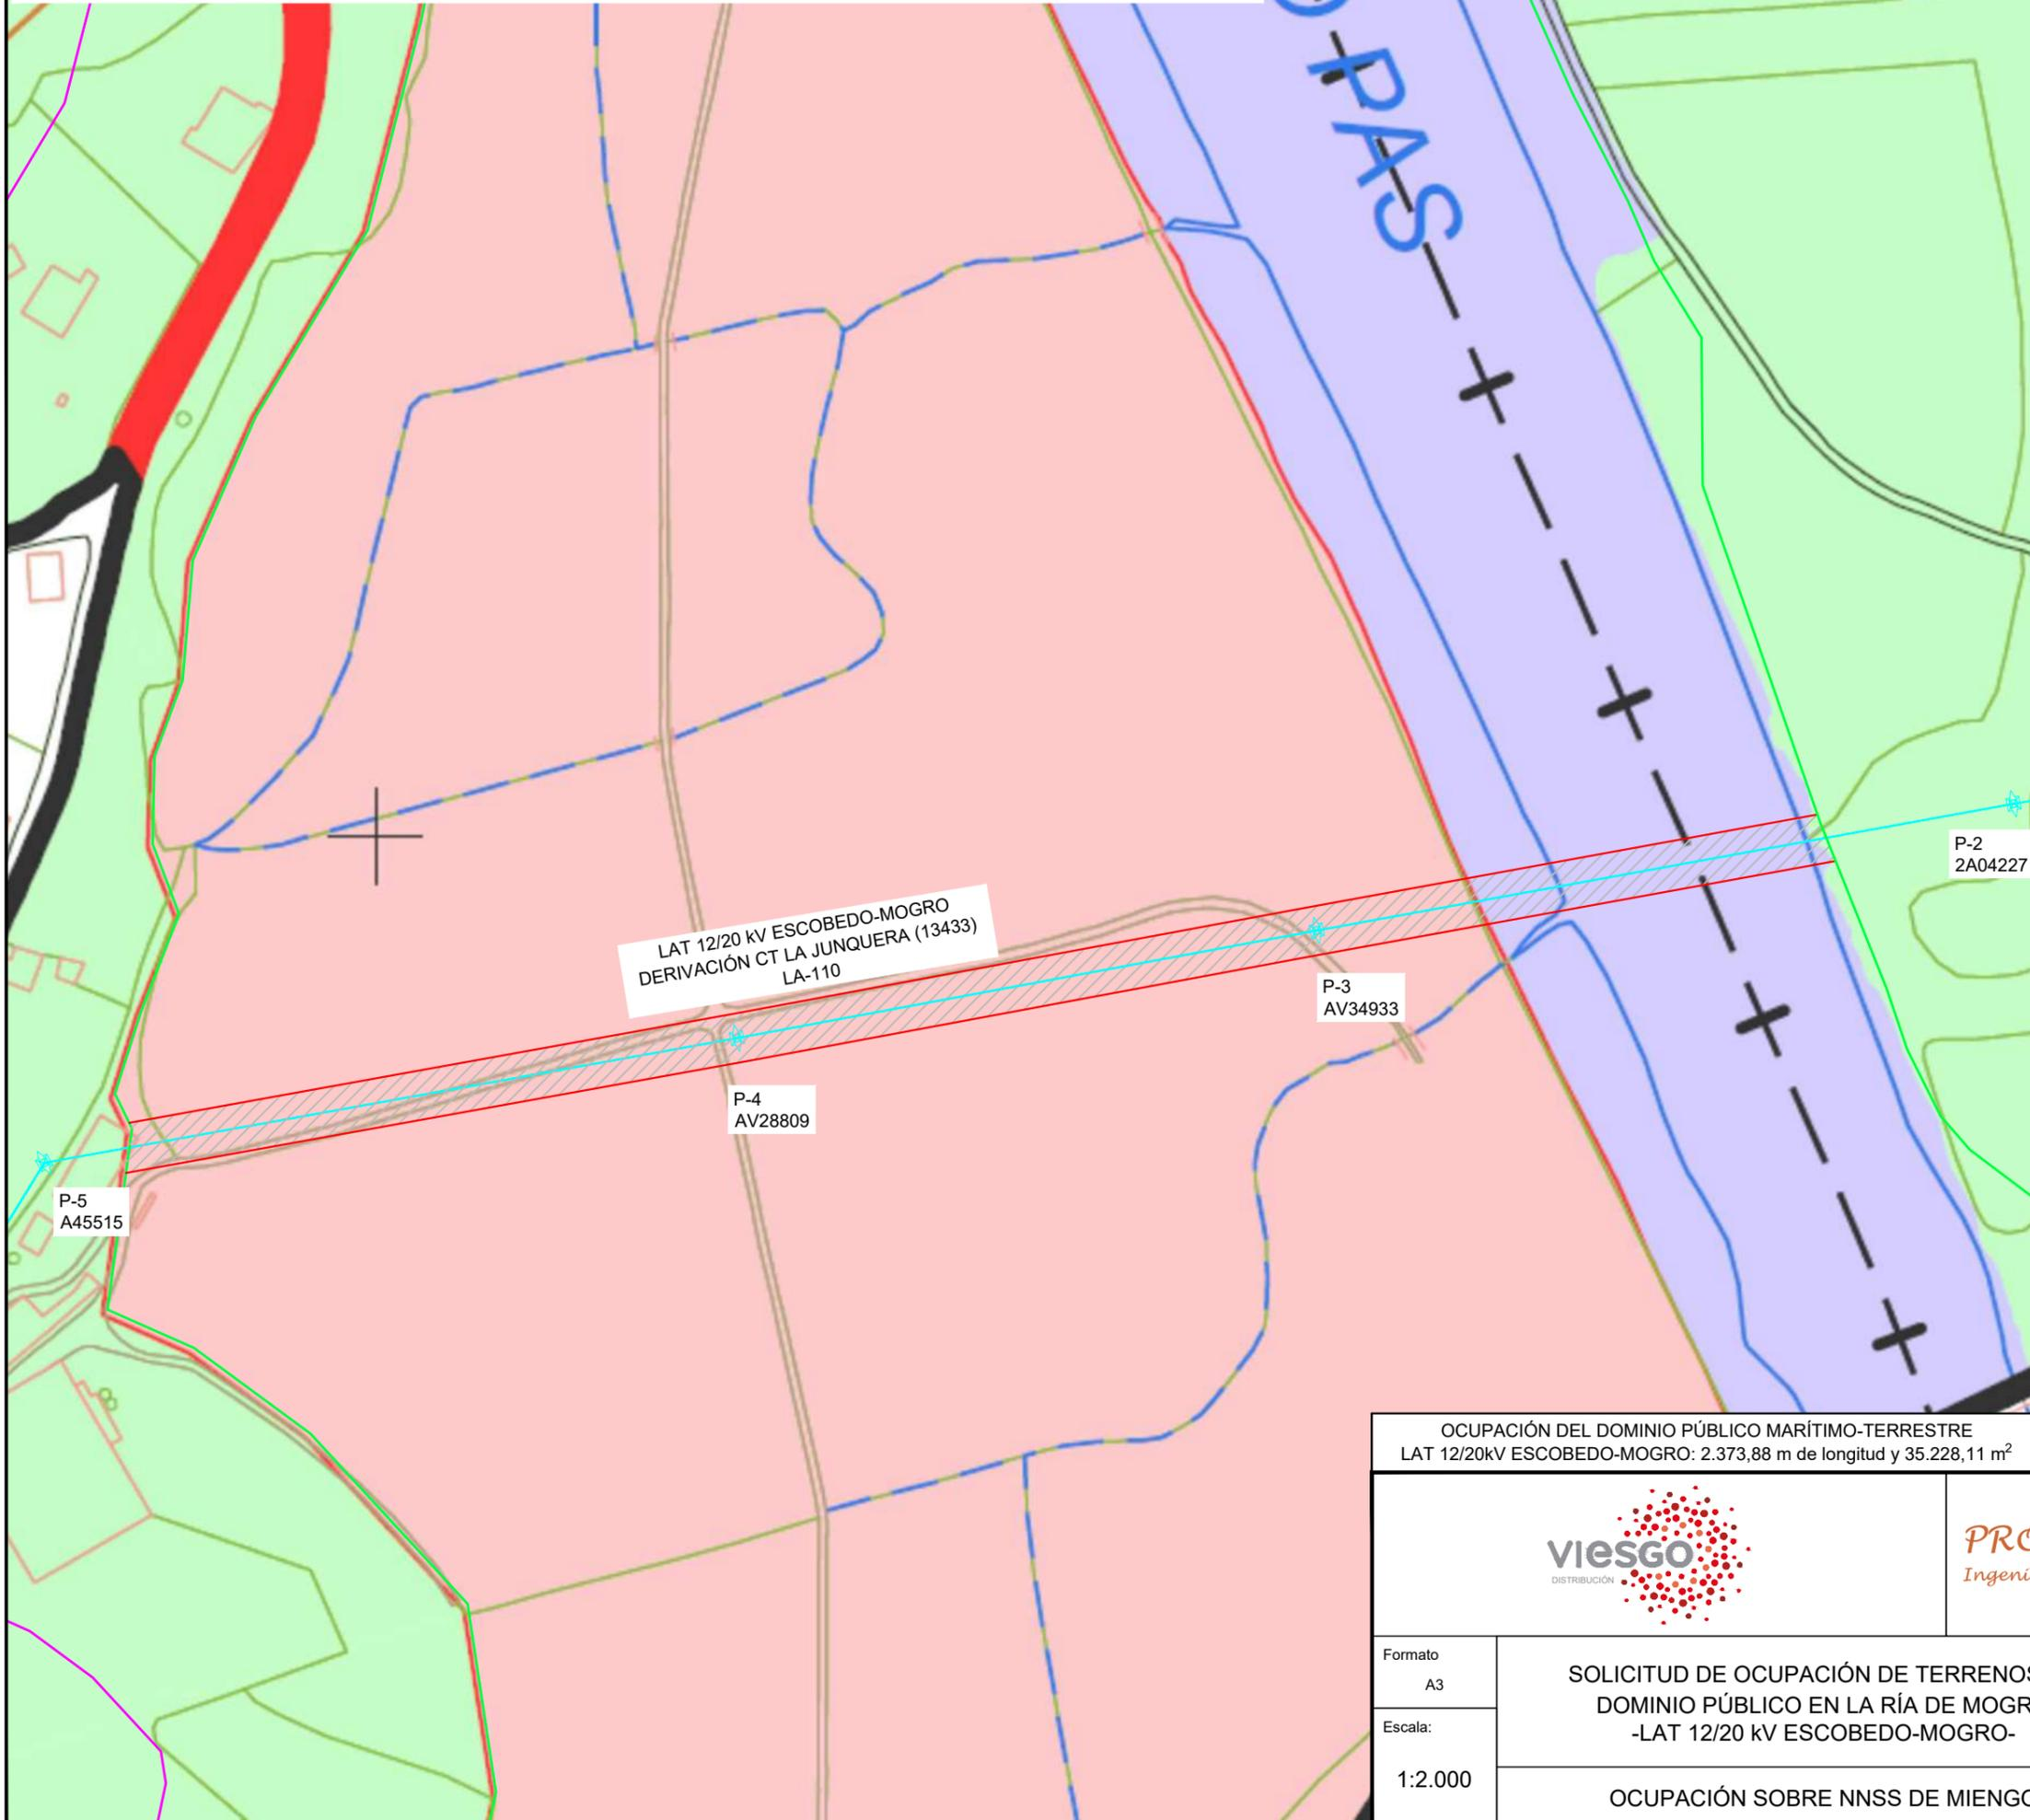 PAS
P-2
2A04227
LAT 12/20 kV ESCOBEDO-MOGRO
DERIVACIÓN CT LA JUNQUERA (13433)
LA-110
P-3
AV34933
P-4
AV28809
P-5
A45515
OCUPACIÓN DEL DOMINIO PÚBLICO MARÍTIMO-TERRESTRE
LAT 12/20kV ESCOBEDO-MOGRO: 2.373,88 m de longitud y 35.228,11 m²
viesgo
DISTRIBUCIÓN
Formato
A3
Escala:
1:2.000
SOLICITUD DE OCUPACIÓN DE
DOMINIO PÚBLICO EN LA RÍA DE
-LAT 12/20 kV ESCOBEDO-MOGRO-
OCUPACIÓN SOBRE NNSS DE